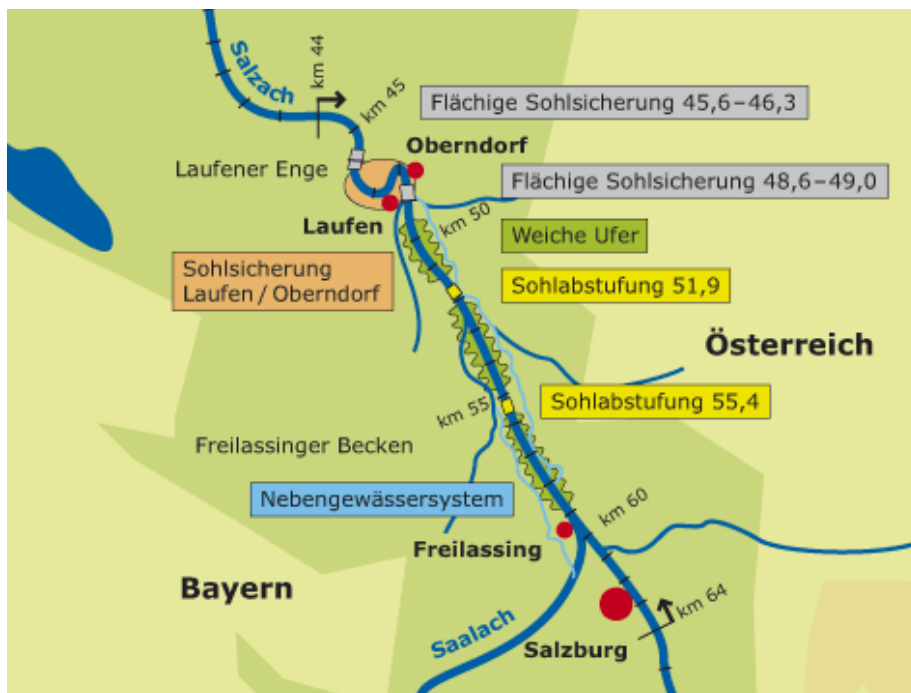 Salzach
km 44
km 45
Flächige Sohlsicherung 45,6–46,3
Oberndorf
Laufener Enge
Flächige Sohlsicherung 48,6–49,0
Laufen
km 50
Weiche Ufer
Sohlsicherung
Laufen / Oberndorf
Sohlabstufung 51,9
Österreich
km 55
Sohlabstufung 55,4
Freilassinger Becken
Nebengewässersystem
km 60
Freilassing
Bayern
km 64
Saalach
Salzburg